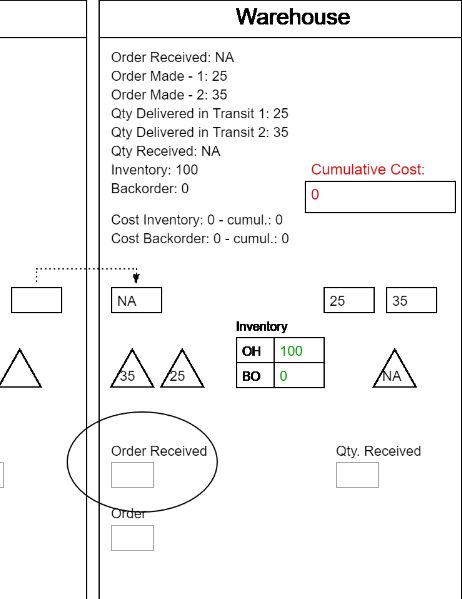 Warehouse
Order Received: NA
Order Made - 1: 25
Order Made - 2: 35
Qty Delivered in Transit 1: 25
Qty Delivered in Transit 2: 35
Qty Received: NA
Inventory: 100
Cumulative Cost:
Backorder: 0
0
Cost Inventory: 0 - cumul.: 0
Cost Backorder: 0 - cumul.: 0
NA
25
35
Inventory
OH 100
35 25
BO 0
NA
Order Received
Qty. Received
Order